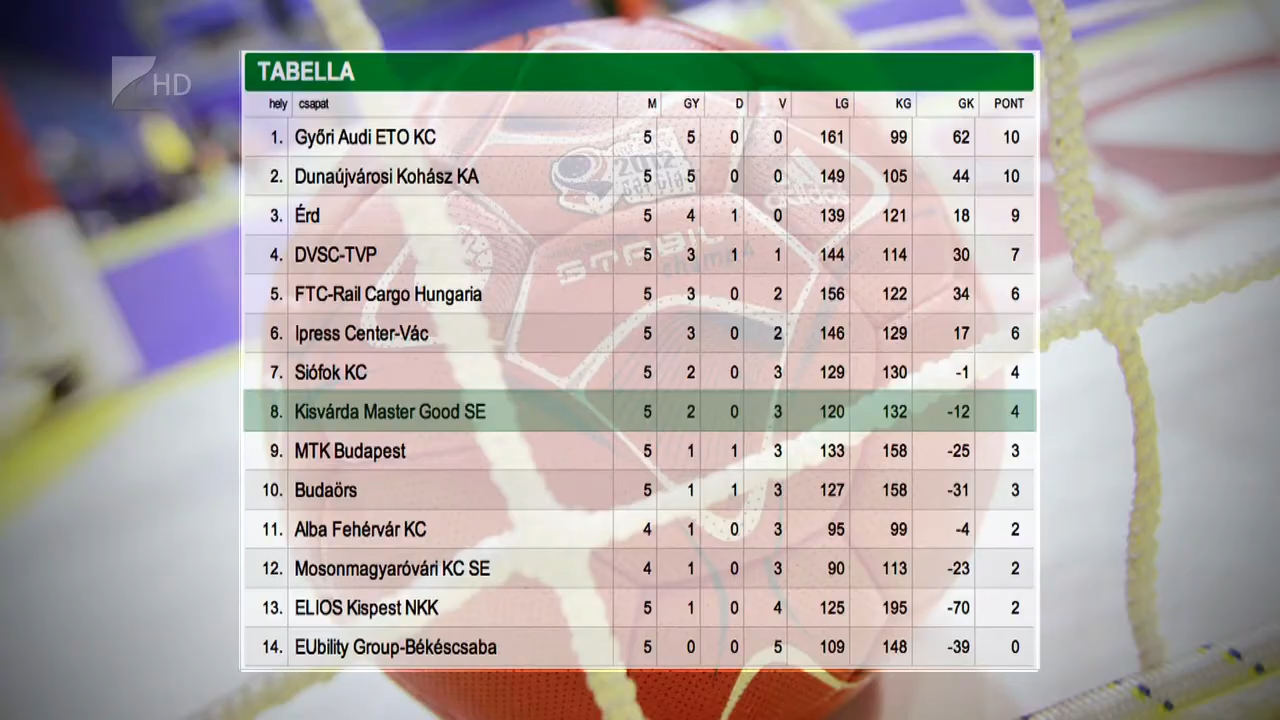 7 HD
TABELLA
hely csapat M GY D V LG KG GK PONT
1. Győri Audi ETO KC 5 5 0 0 161 99 62 10
2. Dunaújvárosi Kohász KA 5 5 0 0 149 105 44 10
3. Érd 5 4 1 0 139 121 18 9
4. DVSC-TVP 5 3 1 1 144 114 30 7
5. FTC-Rail Cargo Hungaria 5 3 0 2 156 122 34 6
6. Ipress Center-Vác 5 3 0 2 146 129 17 6
7. Siófok KC 5 2 0 3 129 130 -1 4
8. Kisvárda Master Good SE 5 2 0 3 120 132 -12 4
9. MTK Budapest 5 1 1 3 133 158 -25 3
10. Budaörs 5 1 1 3 127 158 -31 3
11. Alba Fehérvár KC 4 1 0 3 95 99 -4 2
12. Mosonmagyaróvári KC SE 4 1 0 3 90 113 -23 2
13. ELIOS Kispest NKK 5 1 0 4 125 195 -70 2
14. EUbility Group-Békéscsaba 5 0 0 5 109 148 -39 0
2012
adidas
STABIL